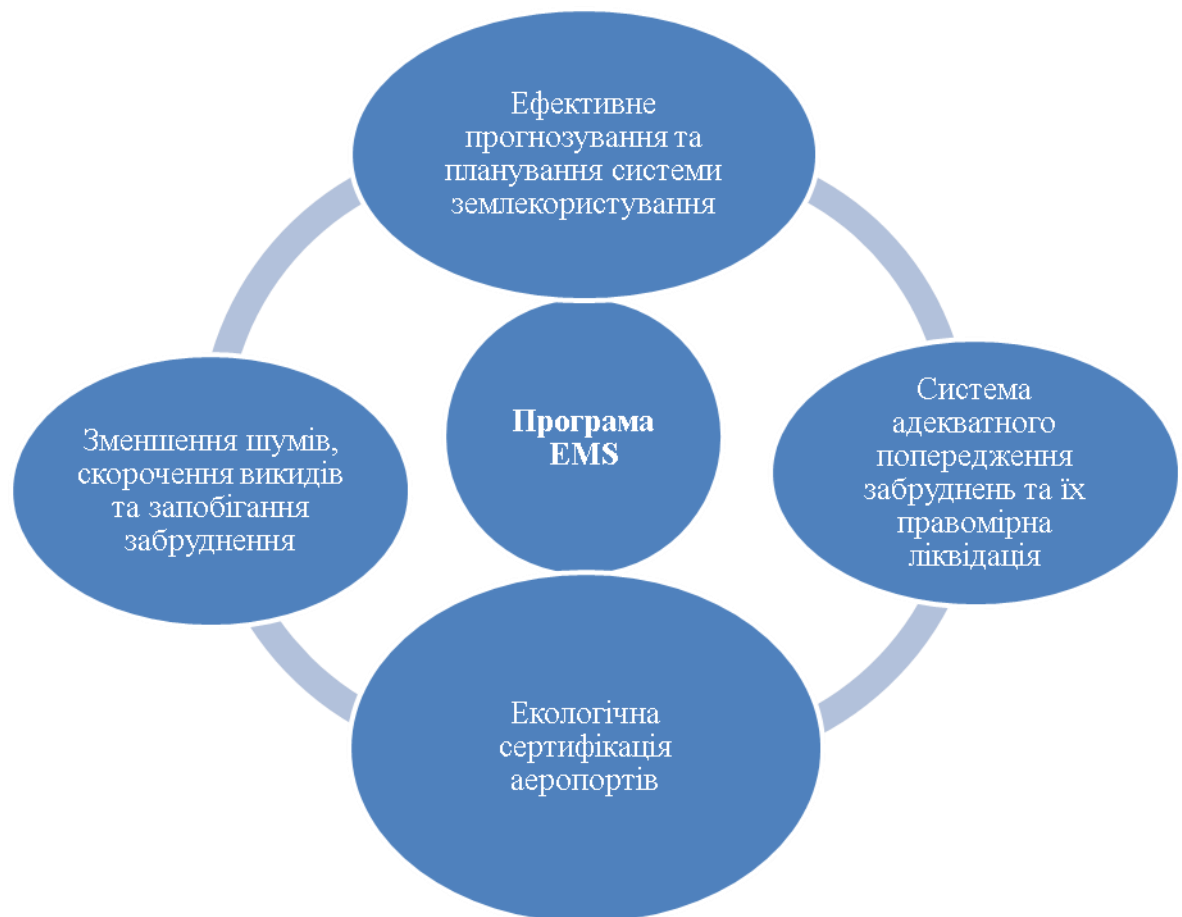 Ефективне
прогнозування та
планування системи
землекористування
Зменшення шумів,
скорочення викидів
та запобігання
забруднення
Програма
EMS
Система
адекватного
попередження
забруднень та їх
правомірна
ліквідація
Екологічна
сертифікація
аеропортів